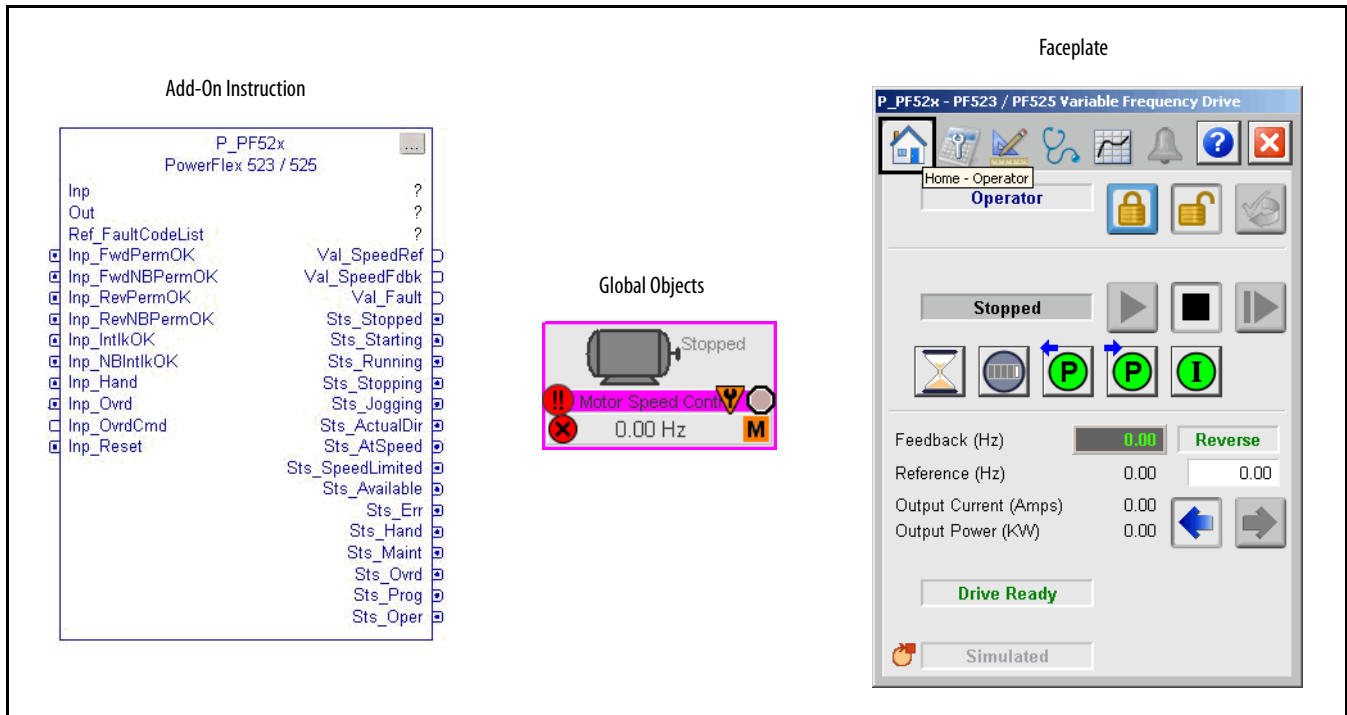 Add-On Instruction
P_PF52x
...
PowerFlex 523 / 525
Inp ?
Out ?
Ref_FaultCodeList ?
Inp_FwdPermOK Val_SpeedRef
Inp_FwdNBPermOK Val_SpeedFdbk
Inp_RevPermOK Val_Fault
Inp_RevNBPermOK Sts_Stopped
Inp_IntlkOK Sts_Starting
Inp_NBIntlkOK Sts_Running
Inp_Hand Sts_Stopping
Inp_Ovrd Sts_Jogging
Inp_OvrdCmd Sts_ActualDir
Inp_Reset Sts_AtSpeed
Sts_SpeedLimited
Sts_Available
Sts_Err
Sts_Hand
Sts_Maint
Sts_Ovrd
Sts_Prog
Sts_Oper
Global Objects
Stopped
!! Motor Speed Cont
0.00 Hz M
Faceplate
P_PF52x - PF523 / PF525 Variable Frequency Drive
?
Home - Operator
Operator
Stopped
P P I
Feedback (Hz) 0.00 Reverse
Reference (Hz) 0.00 0.00
Output Current (Amps) 0.00
Output Power (KW) 0.00
Drive Ready
Simulated